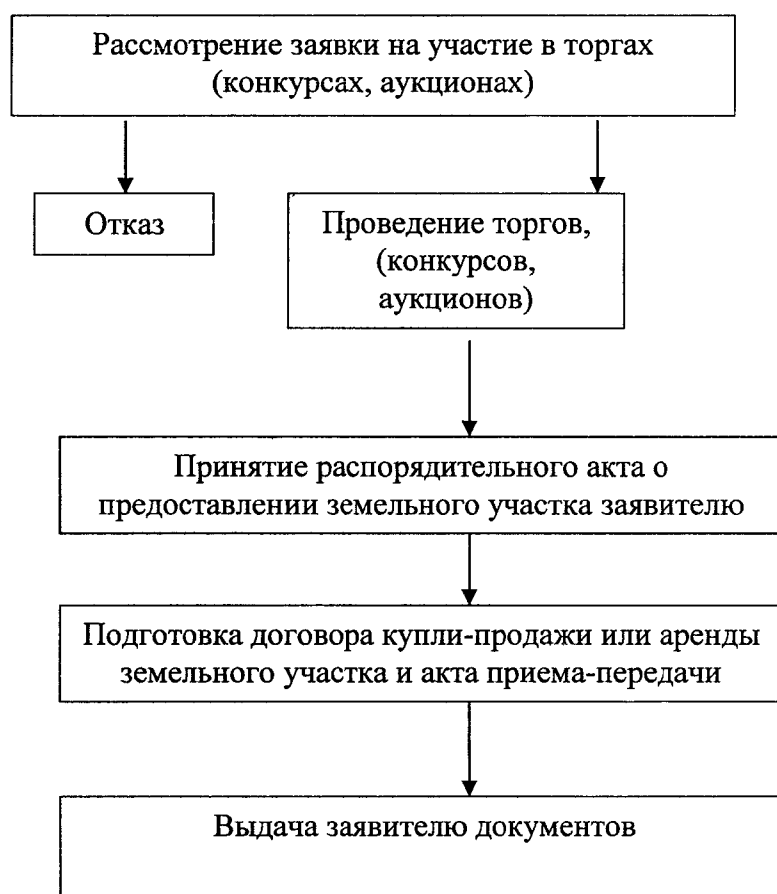 Рассмотрение заявки на участие в торгах
(конкурсах, аукционах)
Отказ
Проведение торгов,
(конкурсов,
аукционов)
Принятие распорядительного акта о
предоставлении земельного участка заявителю
Подготовка договора купли-продажи или аренды
земельного участка и акта приема-передачи
Выдача заявителю документов